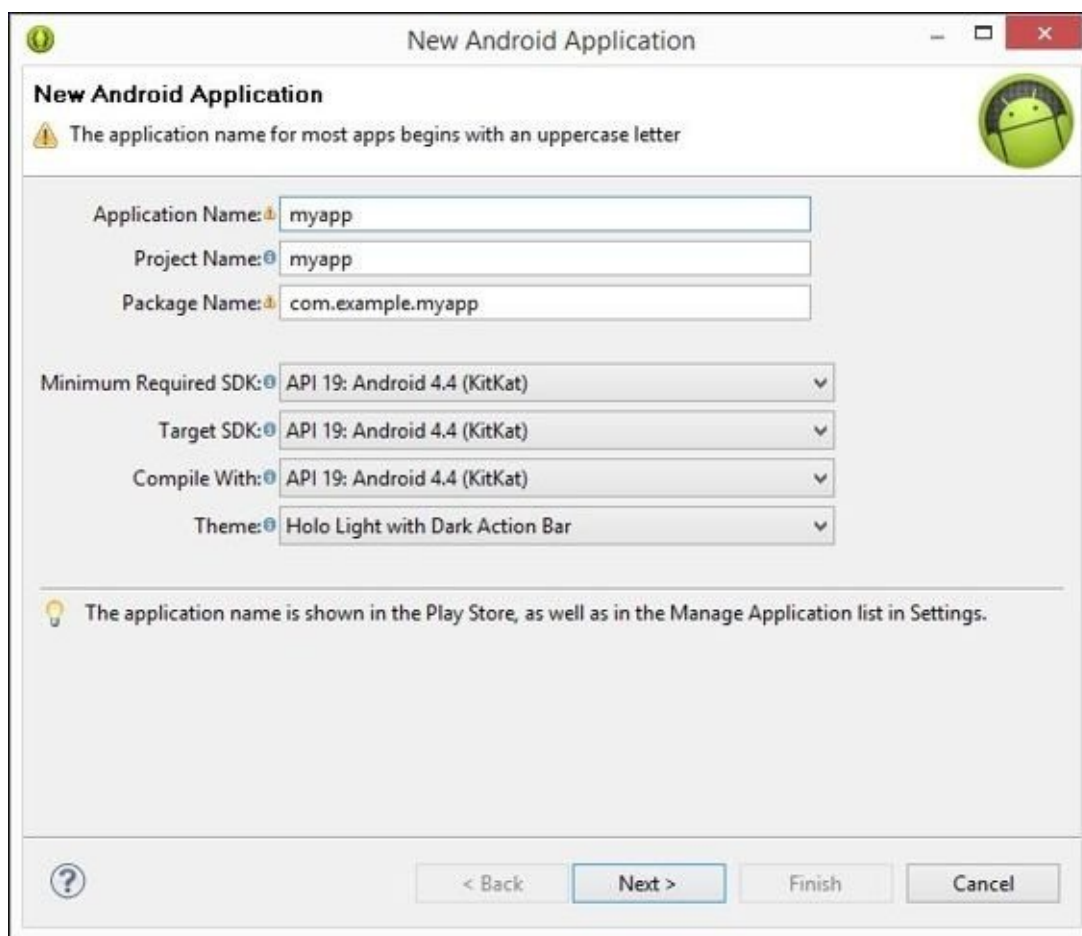 New Android Application
New Android Application
The application name for most apps begins with an uppercase letter
Application Name: myapp
Project Name: myapp
Package Name: com.example.myapp
Minimum Required SDK: API 19: Android 4.4 (KitKat)
Target SDK: API 19: Android 4.4 (KitKat)
Compile With: API 19: Android 4.4 (KitKat)
Theme: Holo Light with Dark Action Bar
The application name is shown in the Play Store, as well as in the Manage Application list in Settings.
? < Back Next > Finish Cancel